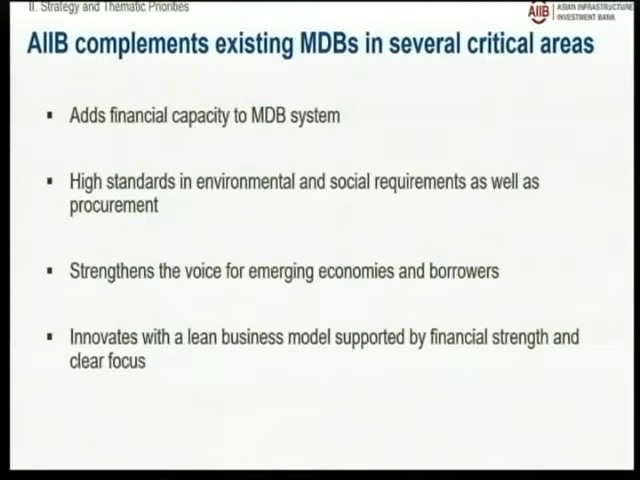 II. Strategy and Thematic Priorities
AIIB
ASIAN INFRASTRUCTURE
INVESTMENT BANK
AIIB complements existing MDBs in several critical areas
▪ Adds financial capacity to MDB system
▪ High standards in environmental and social requirements as well as
procurement
▪ Strengthens the voice for emerging economies and borrowers
▪ Innovates with a lean business model supported by financial strength and
clear focus